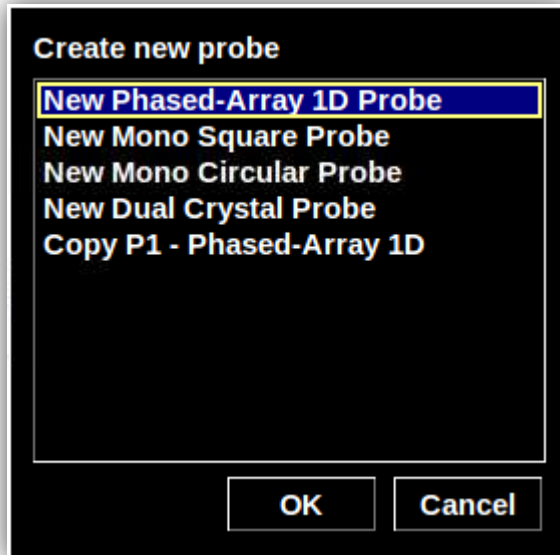 Create new probe
New Phased-Array 1D Probe
New Mono Square Probe
New Mono Circular Probe
New Dual Crystal Probe
Copy P1 - Phased-Array 1D
OK Cancel